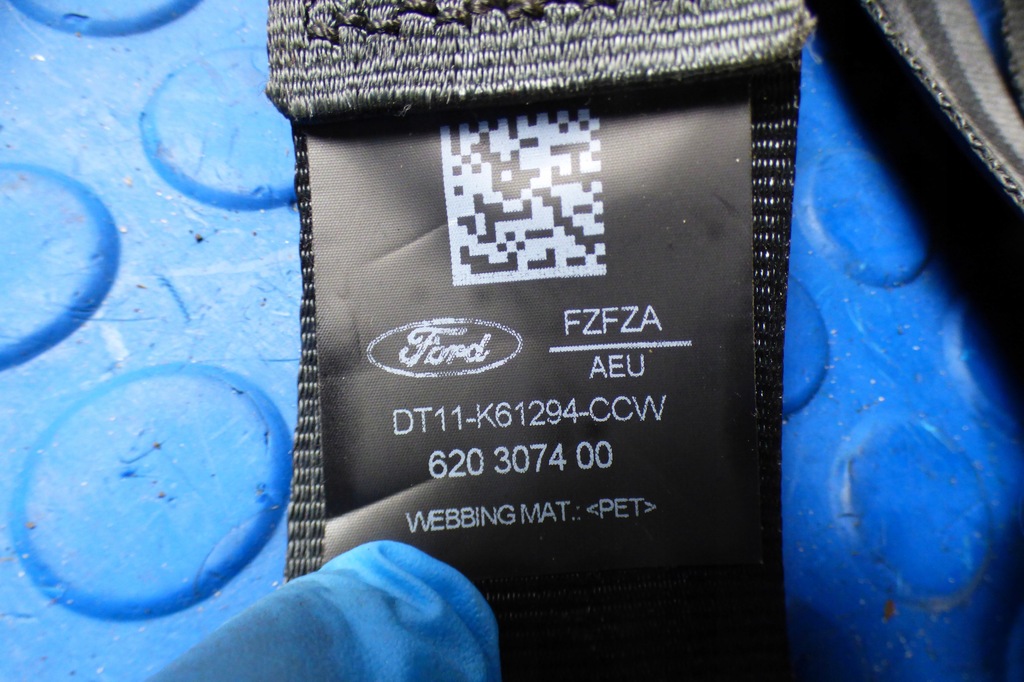 Ford
FZFZA
AEU
DT11-K61294-CCW
620 3074 00
WEBBING MAT.: <PET>